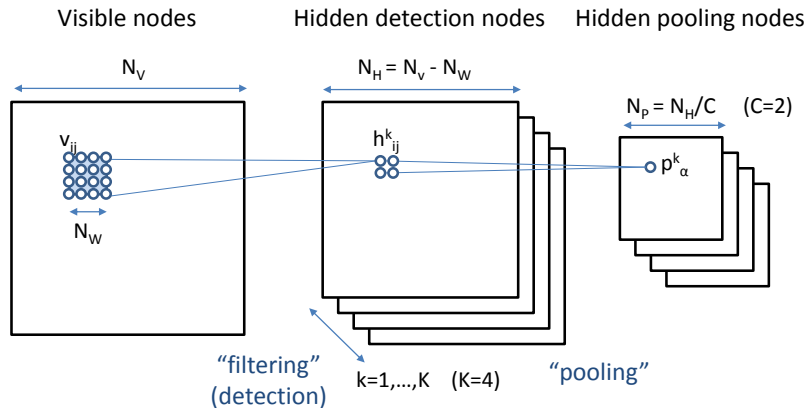 Visible nodes
Hidden detection nodes
Hidden pooling nodes
N_V
N_H = N_v - N_W
N_P = N_H/C (C=2)
v_ij
h^k_ij
p^k_α
N_W
"filtering"
(detection)
k=1,...,K (K=4)
"pooling"